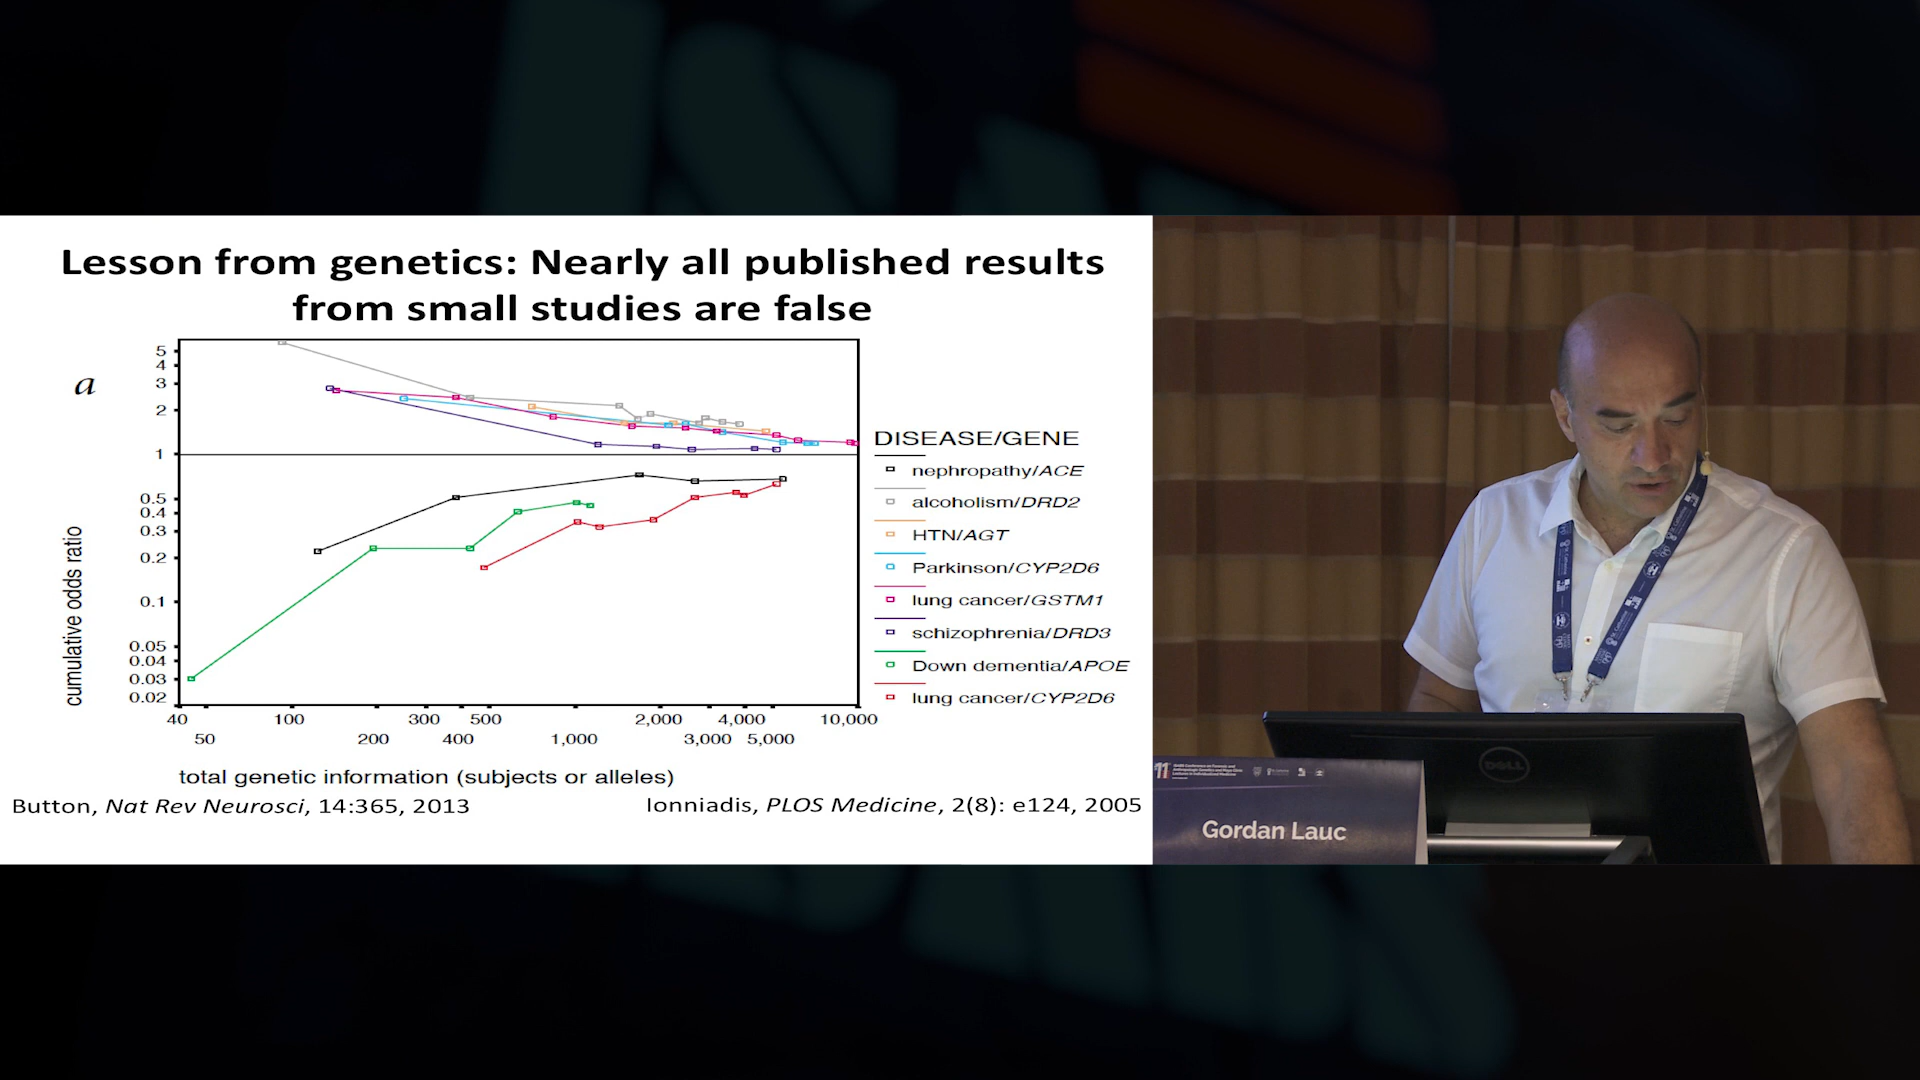 Lesson from genetics: Nearly all published results
from small studies are false
a
5
4
3
2
1
0.5
0.4
0.3
0.2
0.1
0.05
0.04
0.03
0.02
cumulative odds ratio
40
100
300
500
2,000
4,000
10,000
50
200
400
1,000
3,000
5,000
total genetic information (subjects or alleles)
DISEASE/GENE
nephropathy/ACE
alcoholism/DRD2
HTN/AGT
Parkinson/CYP2D6
lung cancer/GSTM1
schizophrenia/DRD3
Down dementia/APOE
lung cancer/CYP2D6
Button, Nat Rev Neurosci, 14:365, 2013
Ionniadis, PLOS Medicine, 2(8): e124, 2005
DELL
Gordan Lauc